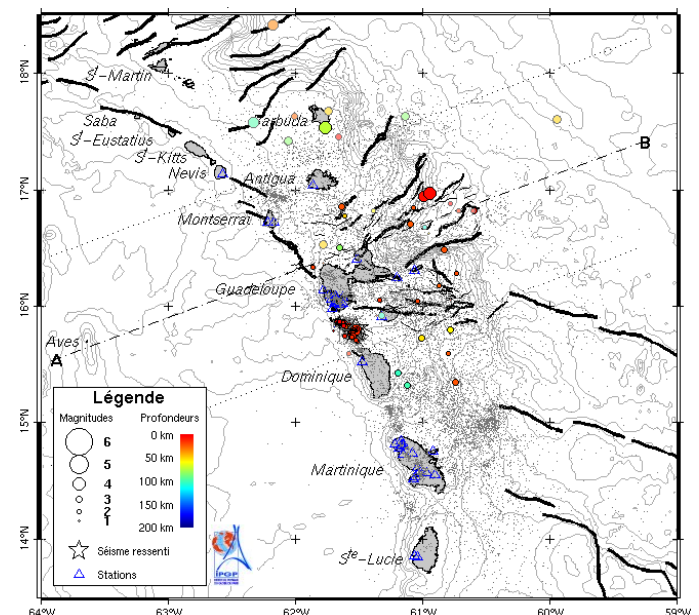 18°N
17°N
16°N
15°N
14°N
64°W
63°W
62°W
61°W
60°W
59°W
St-Martin
Saba
St-Eustatius
St-Kitts
Nevis
Barbuda
Antigua
Montserrat
Guadeloupe
Aves
A
B
Dominique
Martinique
Ste-Lucie
Légende
Magnitudes Profondeurs
6
5
4
3
2
1
0 km
50 km
100 km
150 km
200 km
Séisme ressenti
Stations
IPGP